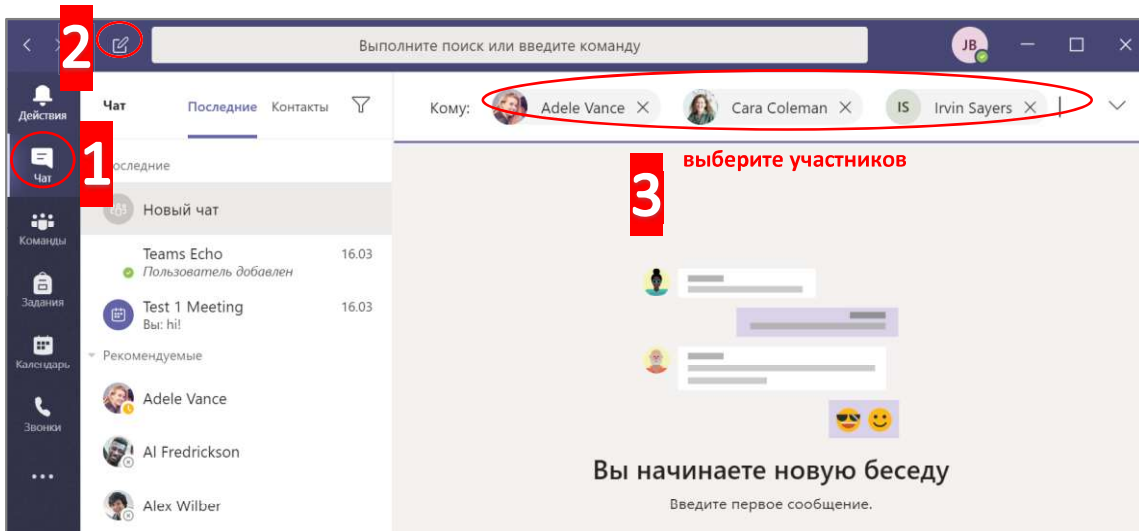 2
Выполните поиск или введите команду
JB
Действия
Чат
Последние
Контакты
Кому:
Adele Vance
Cara Coleman
IS
Irvin Sayers
1
Чат
Последние
3
выберите участников
Новый чат
Команды
Teams Echo
16.03
Пользователь добавлен
Задания
Test 1 Meeting
16.03
Вы: hi!
Календарь
Рекомендуемые
Adele Vance
Звонки
Al Fredrickson
Вы начинаете новую беседу
Alex Wilber
Введите первое сообщение.